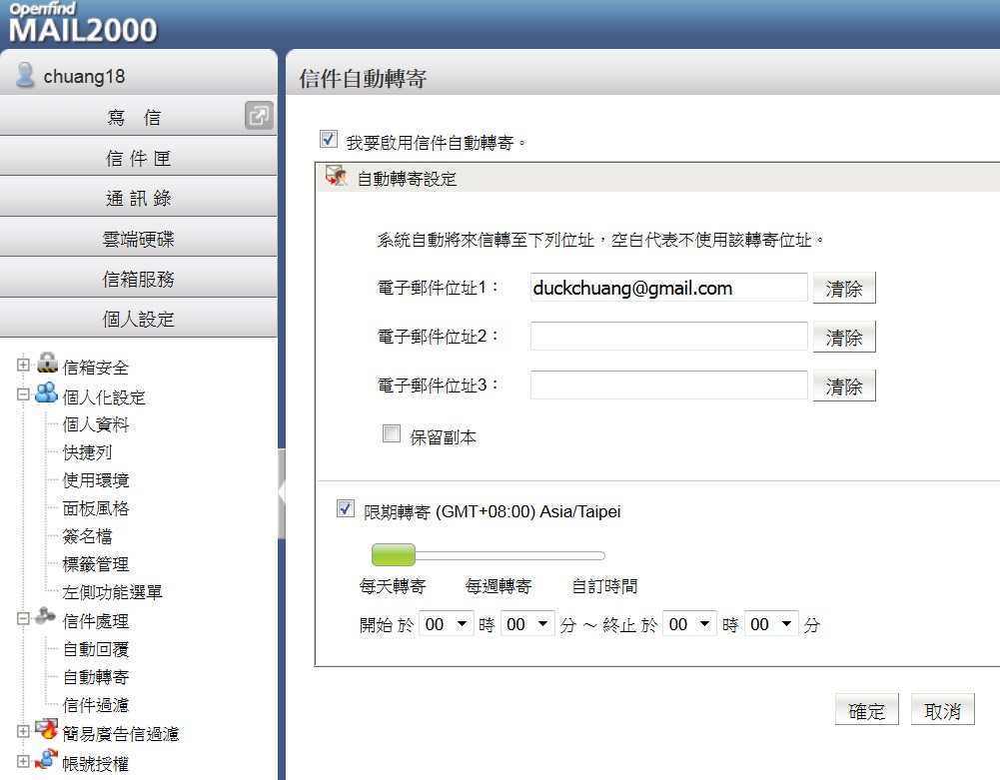 Openfind
MAIL2000
chuang18
寫 信
信 件 匣
通 訊 錄
雲端硬碟
信箱服務
個人設定
信箱安全
個人化設定
個人資料
快捷列
使用環境
面板風格
簽名檔
標籤管理
左側功能選單
信件處理
自動回覆
自動轉寄
信件過濾
簡易廣告信過濾
帳號授權
信件自動轉寄
我要啟用信件自動轉寄。
自動轉寄設定
系統自動將來信轉至下列位址，空白代表不使用該轉寄位址。
電子郵件位址1： duckchuang@gmail.com 清除
電子郵件位址2： 清除
電子郵件位址3： 清除
保留副本
限期轉寄 (GMT+08:00) Asia/Taipei
每天轉寄 每週轉寄 自訂時間
開始 於 00 時 00 分 ～ 終止 於 00 時 00 分
確定 取消